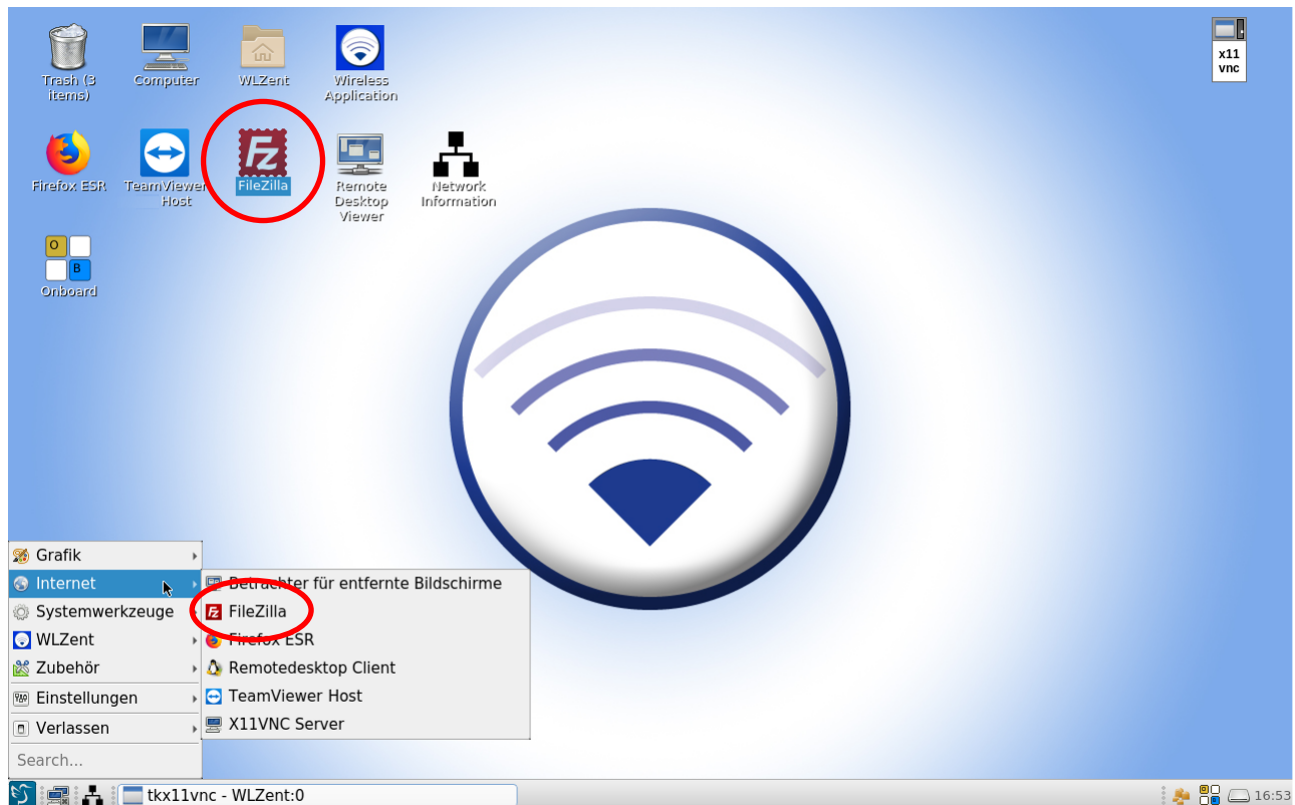 Trash (3
items)
Computer
WLZent
Wireless
Application
x11
vnc
Firefox ESR
TeamViewer
Host
Fz
FileZilla
Remote
Desktop
Viewer
Network
Information
O
B
Onboard
Grafik
Internet
Systemwerkzeuge
WLZent
Zubehör
Einstellungen
Verlassen
Search...
Betrachter für entfernte Bildschirme
Fz FileZilla
Firefox ESR
Remotedesktop Client
TeamViewer Host
X11VNC Server
tkx11vnc - WLZent:0
16:53